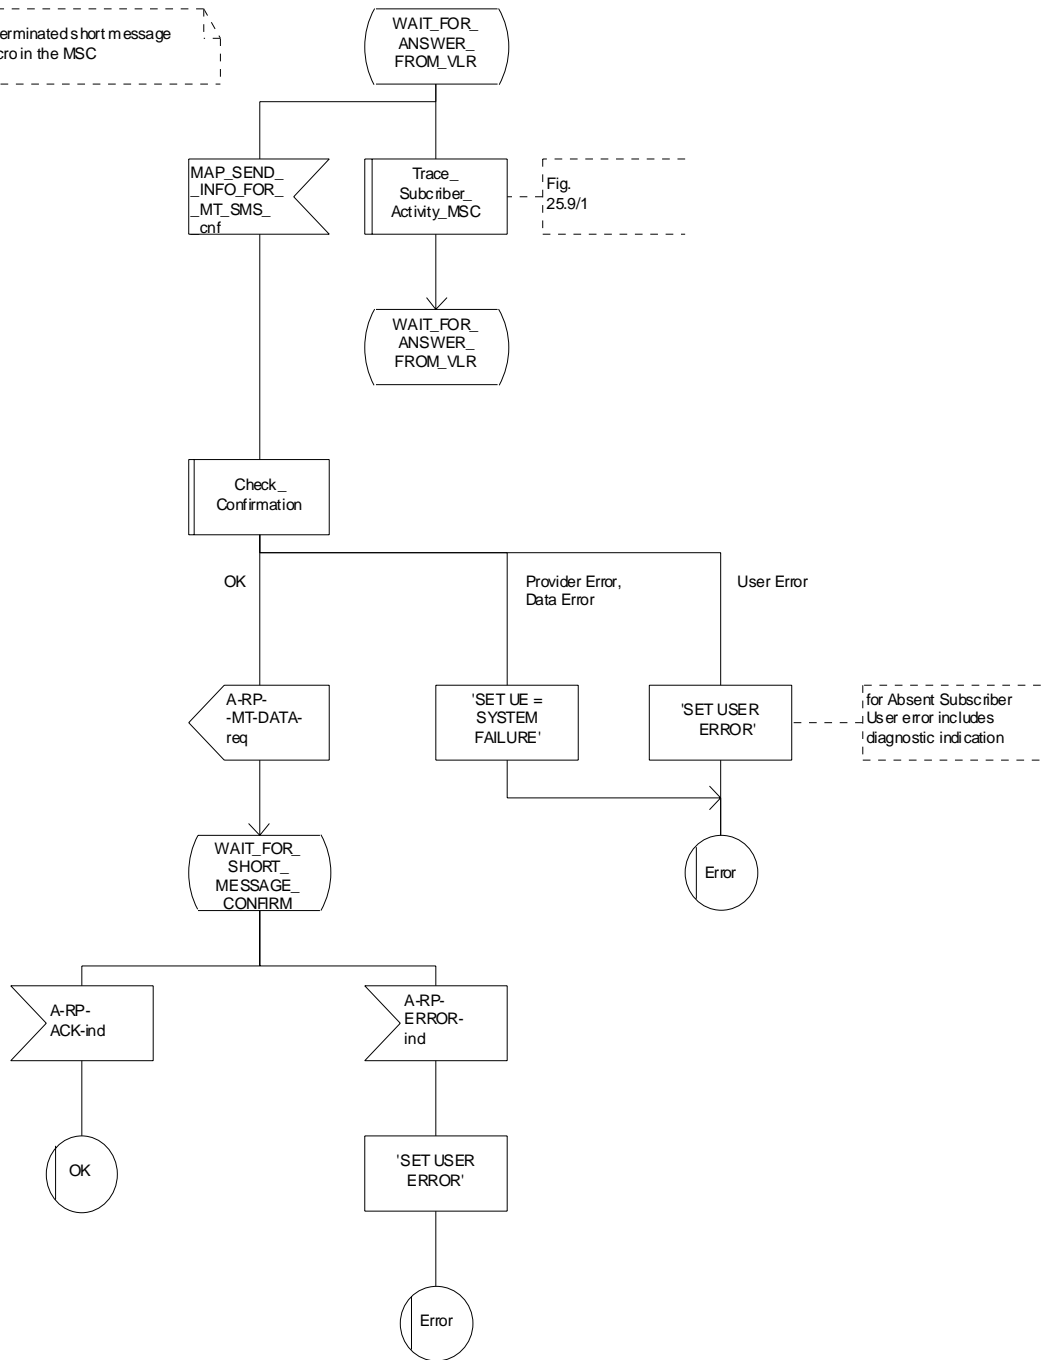 erminated short message
cro in the MSC
WAIT_FOR_
ANSWER_
FROM_VLR
MAP_SEND_
_INFO_FOR_
_MT_SMS_
cnf
Trace_
Subcriber_
Activity_MSC
Fig.
25.9/1
WAIT_FOR_
ANSWER_
FROM_VLR
Check_
Confirmation
OK
Provider Error,
Data Error
User Error
A-RP-
-MT-DATA-
req
'SET UE =
SYSTEM
FAILURE'
'SET USER
ERROR'
for Absent Subscriber
User error includes
diagnostic indication
WAIT_FOR_
SHORT_
MESSAGE_
CONFIRM
Error
A-RP-
ACK-ind
A-RP-
ERROR-
ind
OK
'SET USER
ERROR'
Error